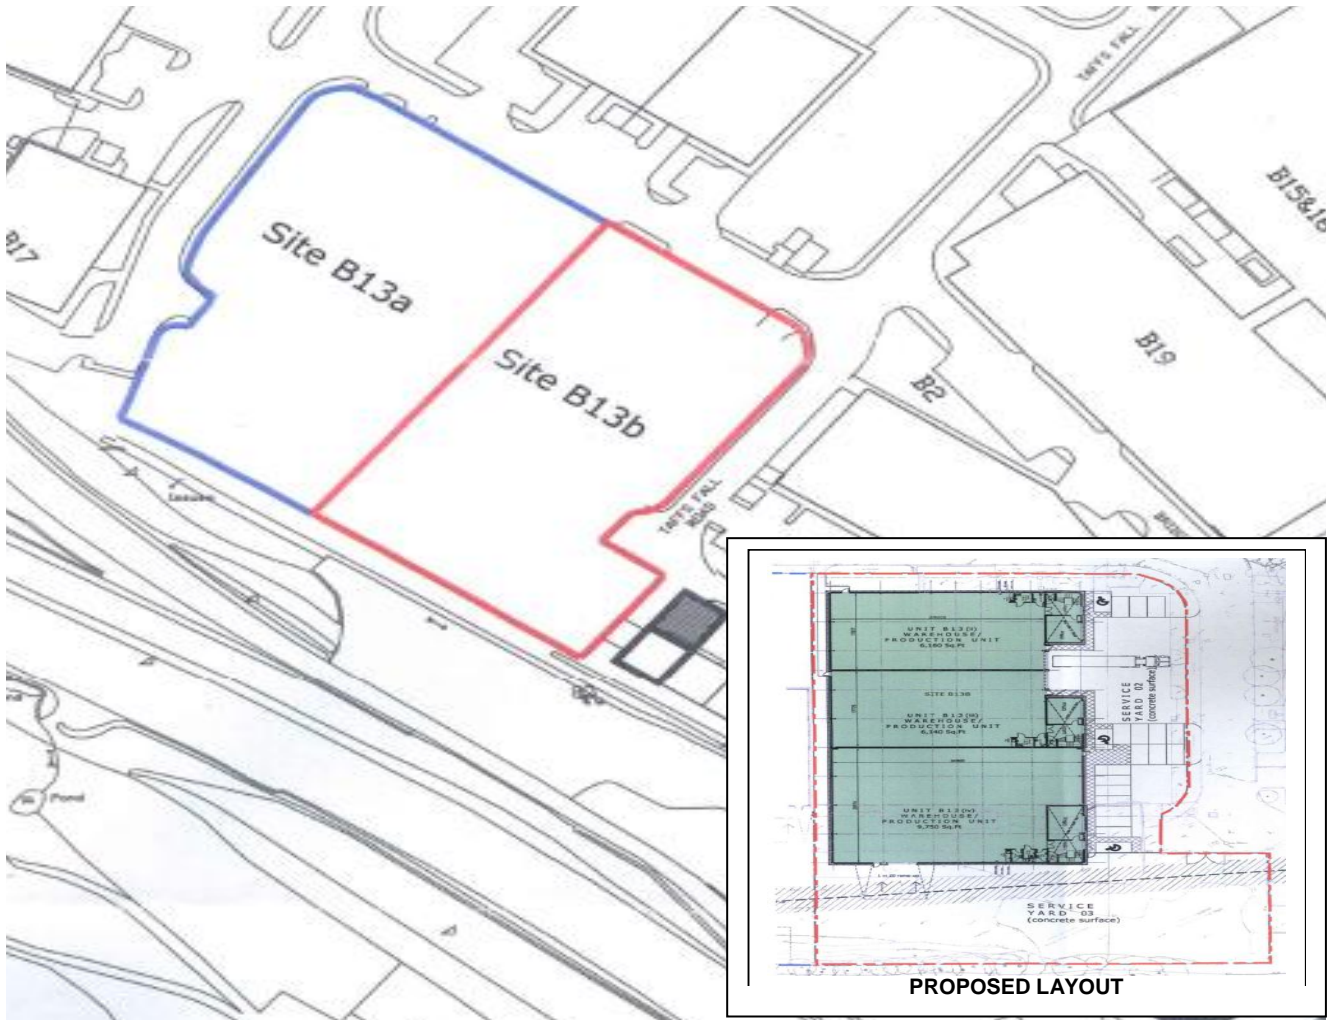 TAFFS FALL
B15&16
B17
Site B13a
B19
Site B13b
B2
TAFFS FALL
ROAD
Issues
Pond
UNIT B13(ii)
WAREHOUSE/
PRODUCTION UNIT
6,160 Sq.Ft
SITE B13B
UNIT B13(iii)
WAREHOUSE/
PRODUCTION UNIT
6,140 Sq.Ft
SERVICE
YARD 02
(concrete surface)
UNIT B13(iv)
WAREHOUSE/
PRODUCTION UNIT
9,750 Sq.Ft
SERVICE
YARD 03
(concrete surface)
PROPOSED LAYOUT